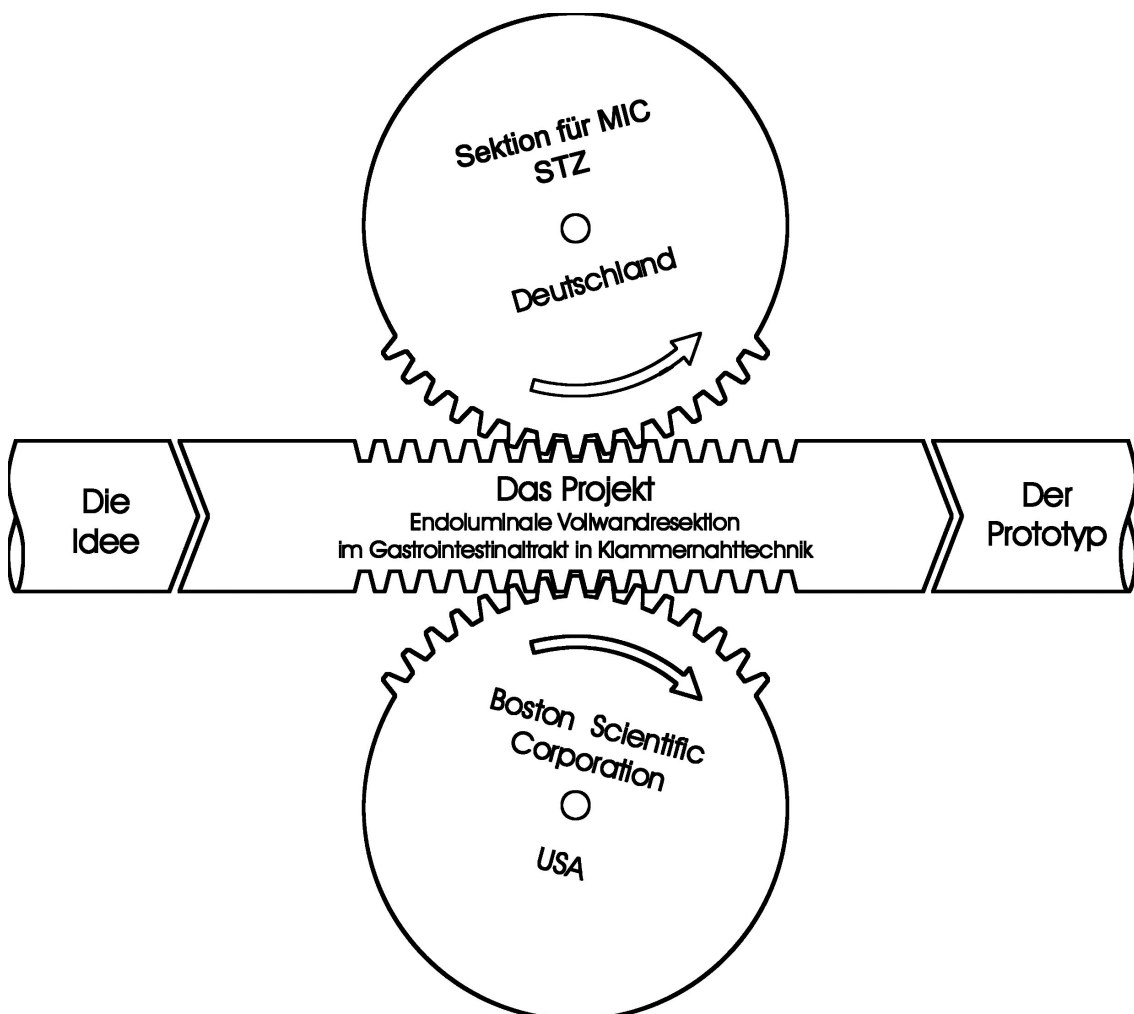 Sektion für MIC
STZ
Deutschland
Die
Idee
Das Projekt
Endoluminale Vollwandresektion
im Gastrointestinaltrakt in Klammernahttechnik
Der
Prototyp
Boston Scientific
Corporation
USA